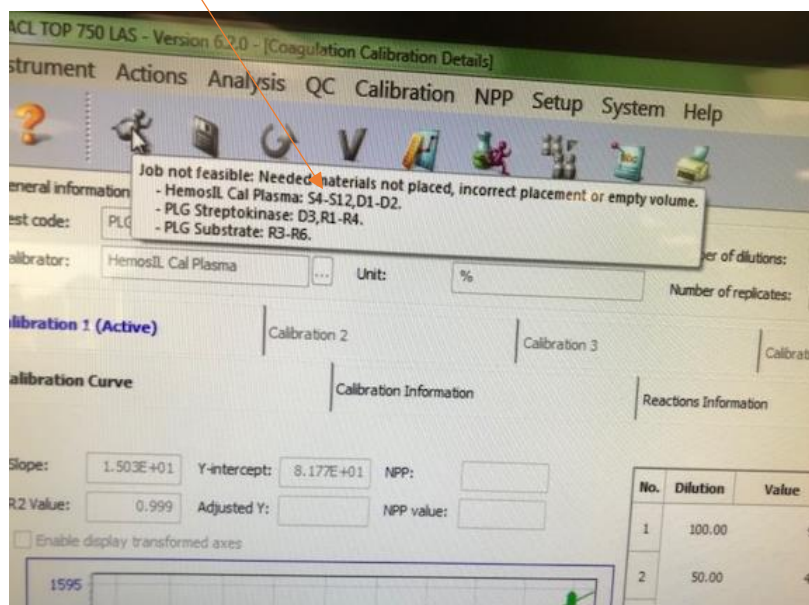 ACL TOP 750 LAS - Version 6.2.0 - [Coagulation Calibration Details]
strument Actions Analysis QC Calibration NPP Setup System Help
Job not feasible: Needed materials not placed, incorrect placement or empty volume.
- HemosIL Cal Plasma: S4-S12,D1-D2.
- PLG Streptokinase: D3,R1-R4.
- PLG Substrate: R3-R6.
eneral information
est code: PLG
er of dilutions:
alibrator: HemosIL Cal Plasma ... Unit: %
Number of replicates:
alibration 1 (Active) Calibration 2 Calibration 3 Calibrati
alibration Curve Calibration Information Reactions Information
Slope: 1.503E+01 Y-intercept: 8.177E+01 NPP:
R2 Value: 0.999 Adjusted Y: NPP value:
Enable display transformed axes
No. Dilution Value
1 100.00
2 50.00 4
1595